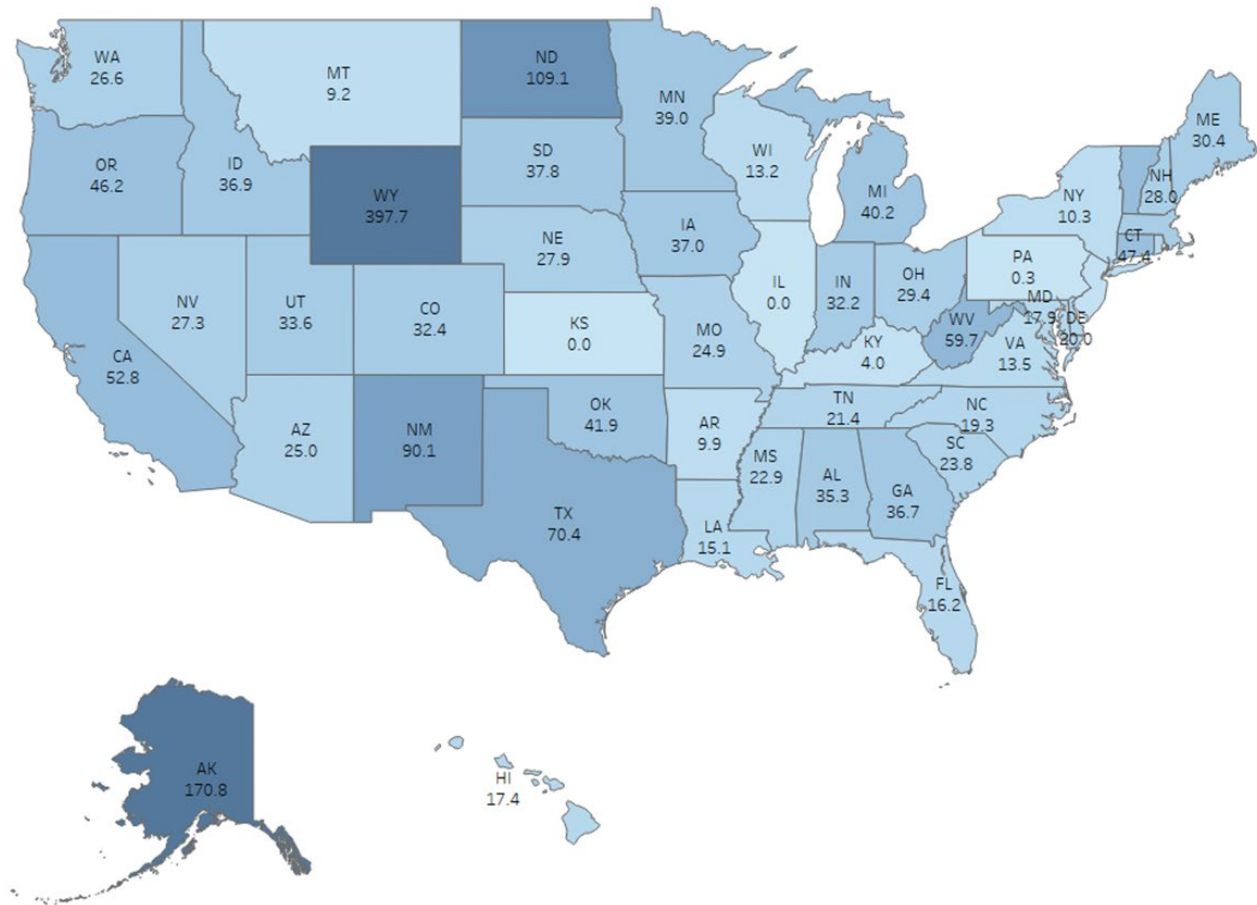 WA
26.6
MT
9.2
ND
109.1
MN
39.0
ME
30.4
OR
46.2
ID
36.9
SD
37.8
WI
13.2
MI
40.2
NY
10.3
NH
28.0
WY
397.7
IA
37.0
NE
27.9
CT
47.4
PA
0.3
NV
27.3
UT
33.6
CO
32.4
IL
0.0
IN
32.2
OH
29.4
MD
17.9
DE
20.0
KS
0.0
MO
24.9
WV
59.7
VA
13.5
CA
52.8
KY
4.0
AZ
25.0
NM
90.1
OK
41.9
AR
9.9
TN
21.4
NC
19.3
SC
23.8
MS
22.9
AL
35.3
GA
36.7
TX
70.4
LA
15.1
FL
16.2
AK
170.8
HI
17.4